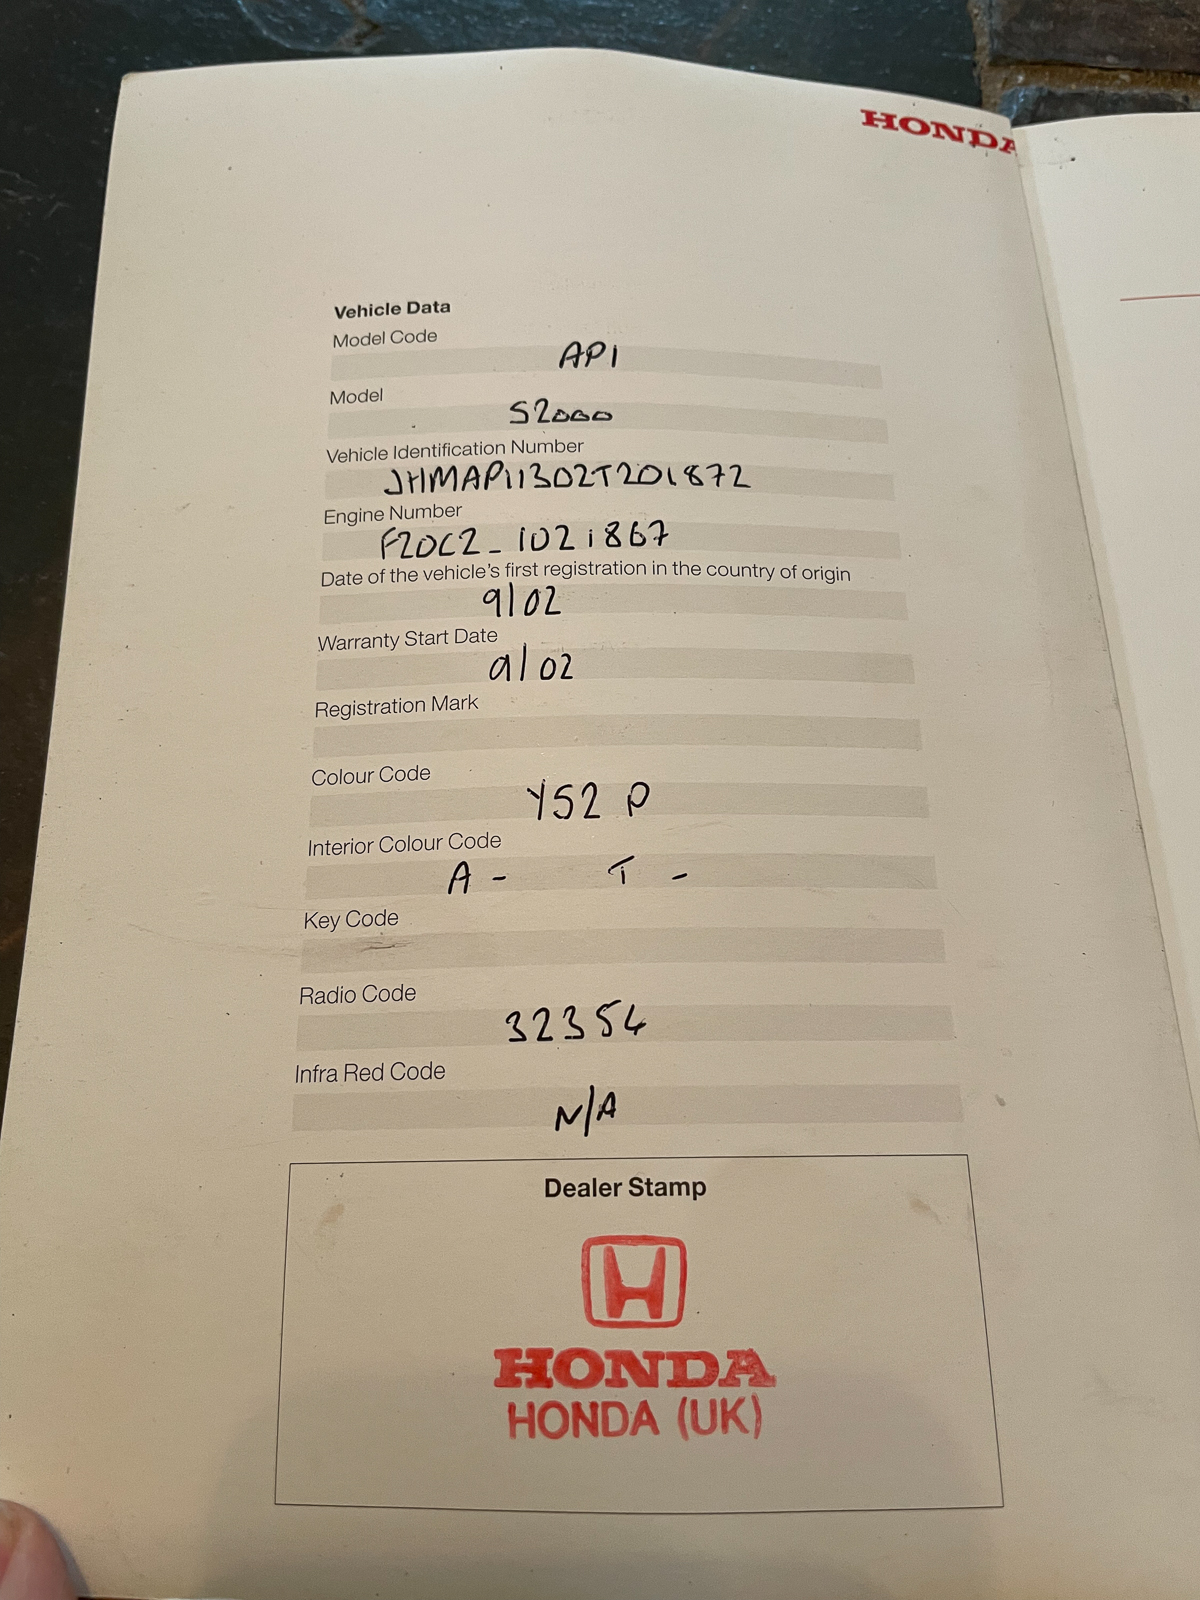 HONDA
Vehicle Data
Model Code
AP1
Model
S2000
Vehicle Identification Number
JHMAP11302T201872
Engine Number
F20C2-1021867
Date of the vehicle's first registration in the country of origin
9/02
Warranty Start Date
9/02
Registration Mark
Colour Code
Y52 P
Interior Colour Code
A - T -
Key Code
Radio Code
32354
Infra Red Code
N/A
Dealer Stamp
HONDA
HONDA (UK)